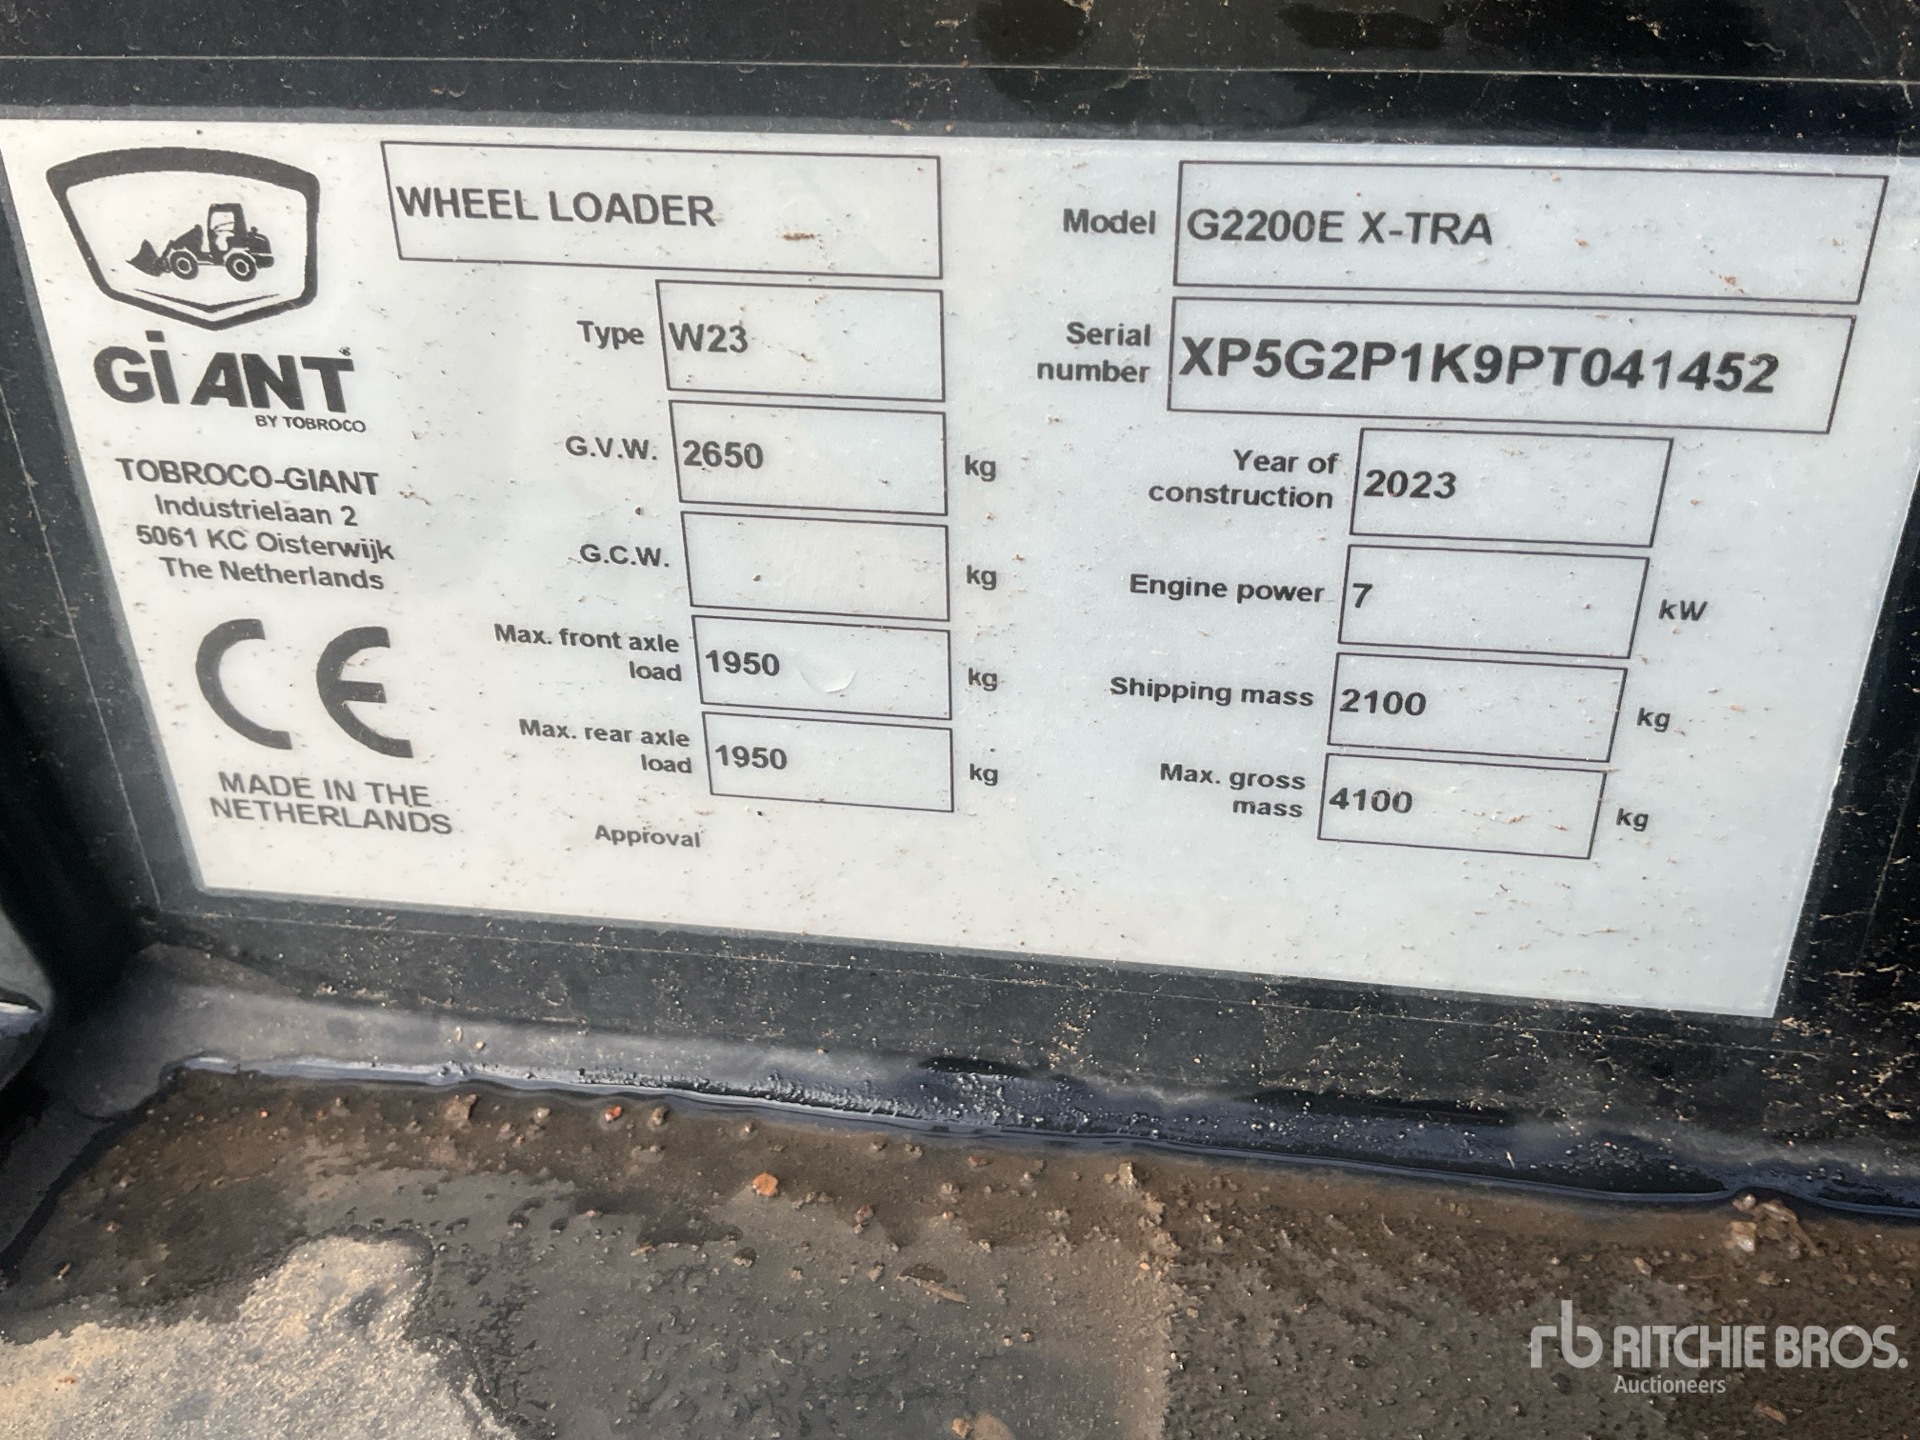 GiANT
BY TOBROCO
TOBROCO-GIANT
Industrielaan 2
5061 KC Oisterwijk
The Netherlands
CE
MADE IN THE
NETHERLANDS
WHEEL LOADER
Type W23
G.V.W. 2650 kg
G.C.W. kg
Max. front axle
load 1950 kg
Max. rear axle
load 1950 kg
Approval
Model G2200E X-TRA
Serial
number XP5G2P1K9PT041452
Year of
construction 2023
Engine power 7 kW
Shipping mass 2100 kg
Max. gross
mass 4100 kg
rb RITCHIE BROS.
Auctioneers